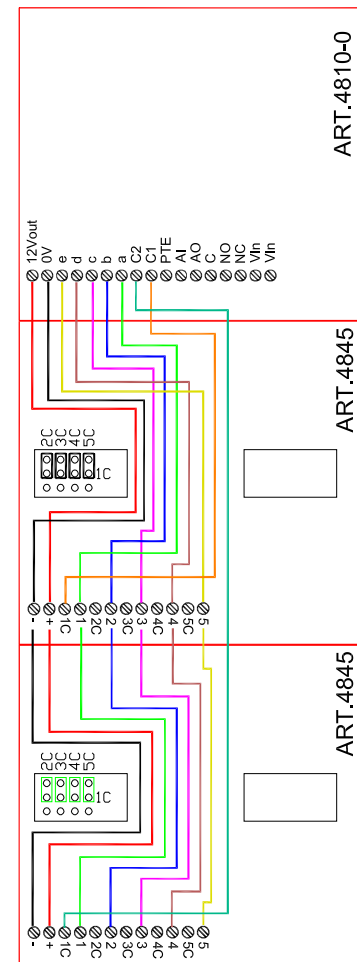 ART.4810-0
12Vout
0V
e
d
c
b
a
C2
C1
PTE
AI
AO
C
NO
NC
VIn
VIn
ART.4845
2C
3C
4C
5C
1C
-
+
1C
1
2C
2
3C
3
4C
4
5C
5
ART.4845
2C
3C
4C
5C
1C
-
+
1C
1
2C
2
3C
3
4C
4
5C
5